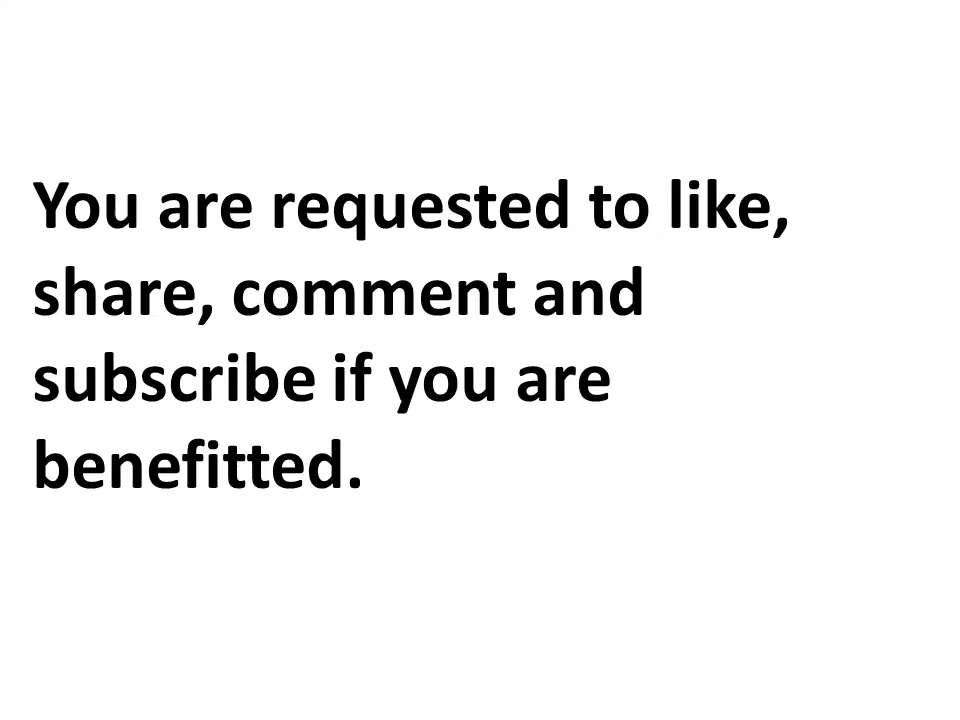 You are requested to like,
share, comment and
subscribe if you are
benefitted.